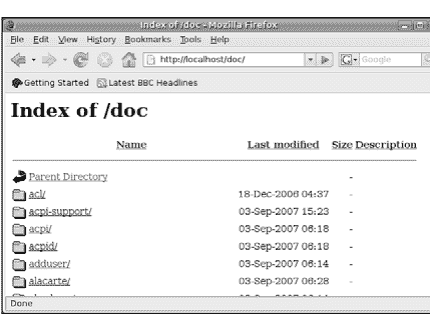 Index of /doc - Mozilla Firefox
File Edit View History Bookmarks Tools Help
http://localhost/doc/ Google
Getting Started Latest BBC Headlines
Index of /doc
Name Last modified Size Description
Parent Directory -
acl/ 18-Dec-2006 04:37 -
acpi-support/ 03-Sep-2007 15:23 -
acpi/ 03-Sep-2007 06:18 -
acpid/ 03-Sep-2007 06:18 -
adduser/ 03-Sep-2007 06:14 -
alacarte/ 03-Sep-2007 06:28 -
Done